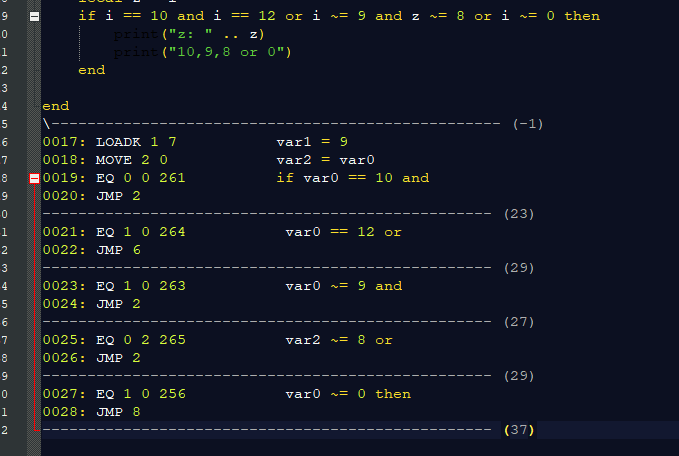 9 if i == 10 and i == 12 or i ~= 9 and z ~= 8 or i ~= 0 then
0 print("z: " .. z)
1 print("10,9,8 or 0")
2 end
3
4 end
5 \-------------------------------------------------- (-1)
6 0017: LOADK 1 7 var1 = 9
7 0018: MOVE 2 0 var2 = var0
8 0019: EQ 0 0 261 if var0 == 10 and
9 0020: JMP 2
0 -------------------------------------------------- (23)
1 0021: EQ 1 0 264 var0 == 12 or
2 0022: JMP 6
3 -------------------------------------------------- (29)
4 0023: EQ 1 0 263 var0 ~= 9 and
5 0024: JMP 2
6 -------------------------------------------------- (27)
7 0025: EQ 0 2 265 var2 ~= 8 or
8 0026: JMP 2
9 -------------------------------------------------- (29)
0 0027: EQ 1 0 256 var0 ~= 0 then
1 0028: JMP 8
2 -------------------------------------------------- (37)